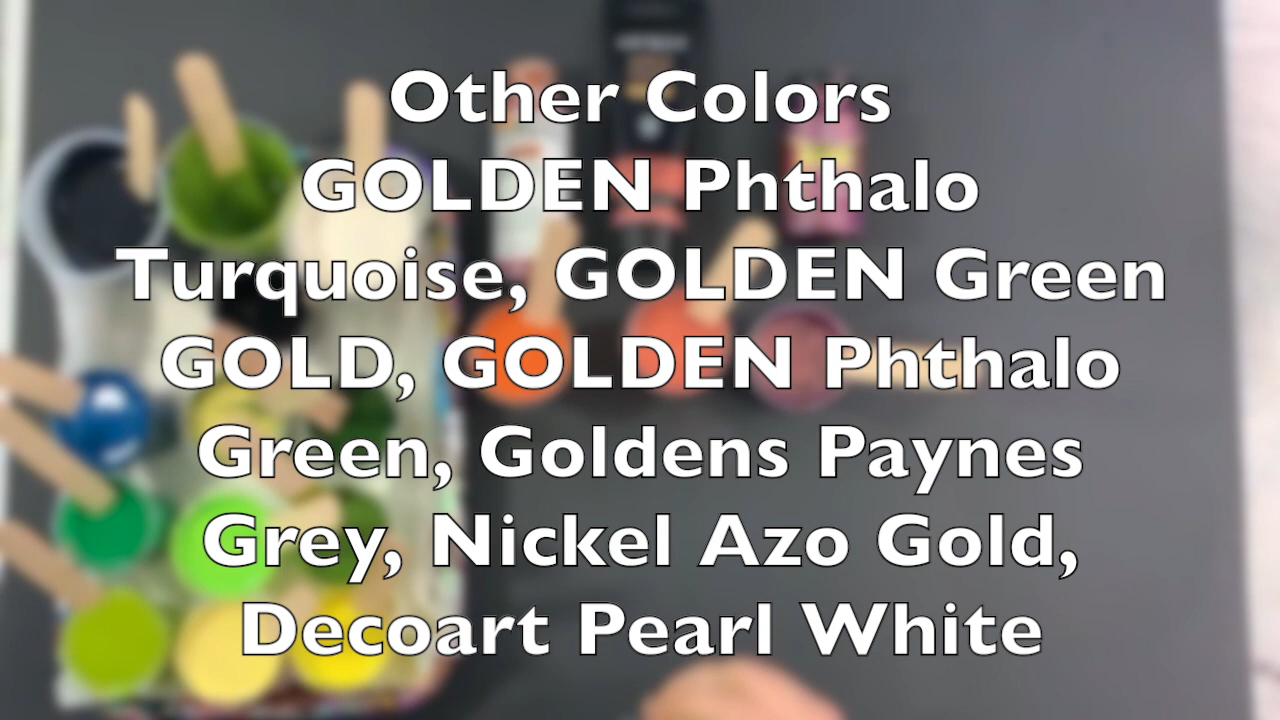 Other Colors
GOLDEN Phthalo
Turquoise, GOLDEN Green
GOLD, GOLDEN Phthalo
Green, Goldens Paynes
Grey, Nickel Azo Gold,
Decoart Pearl White